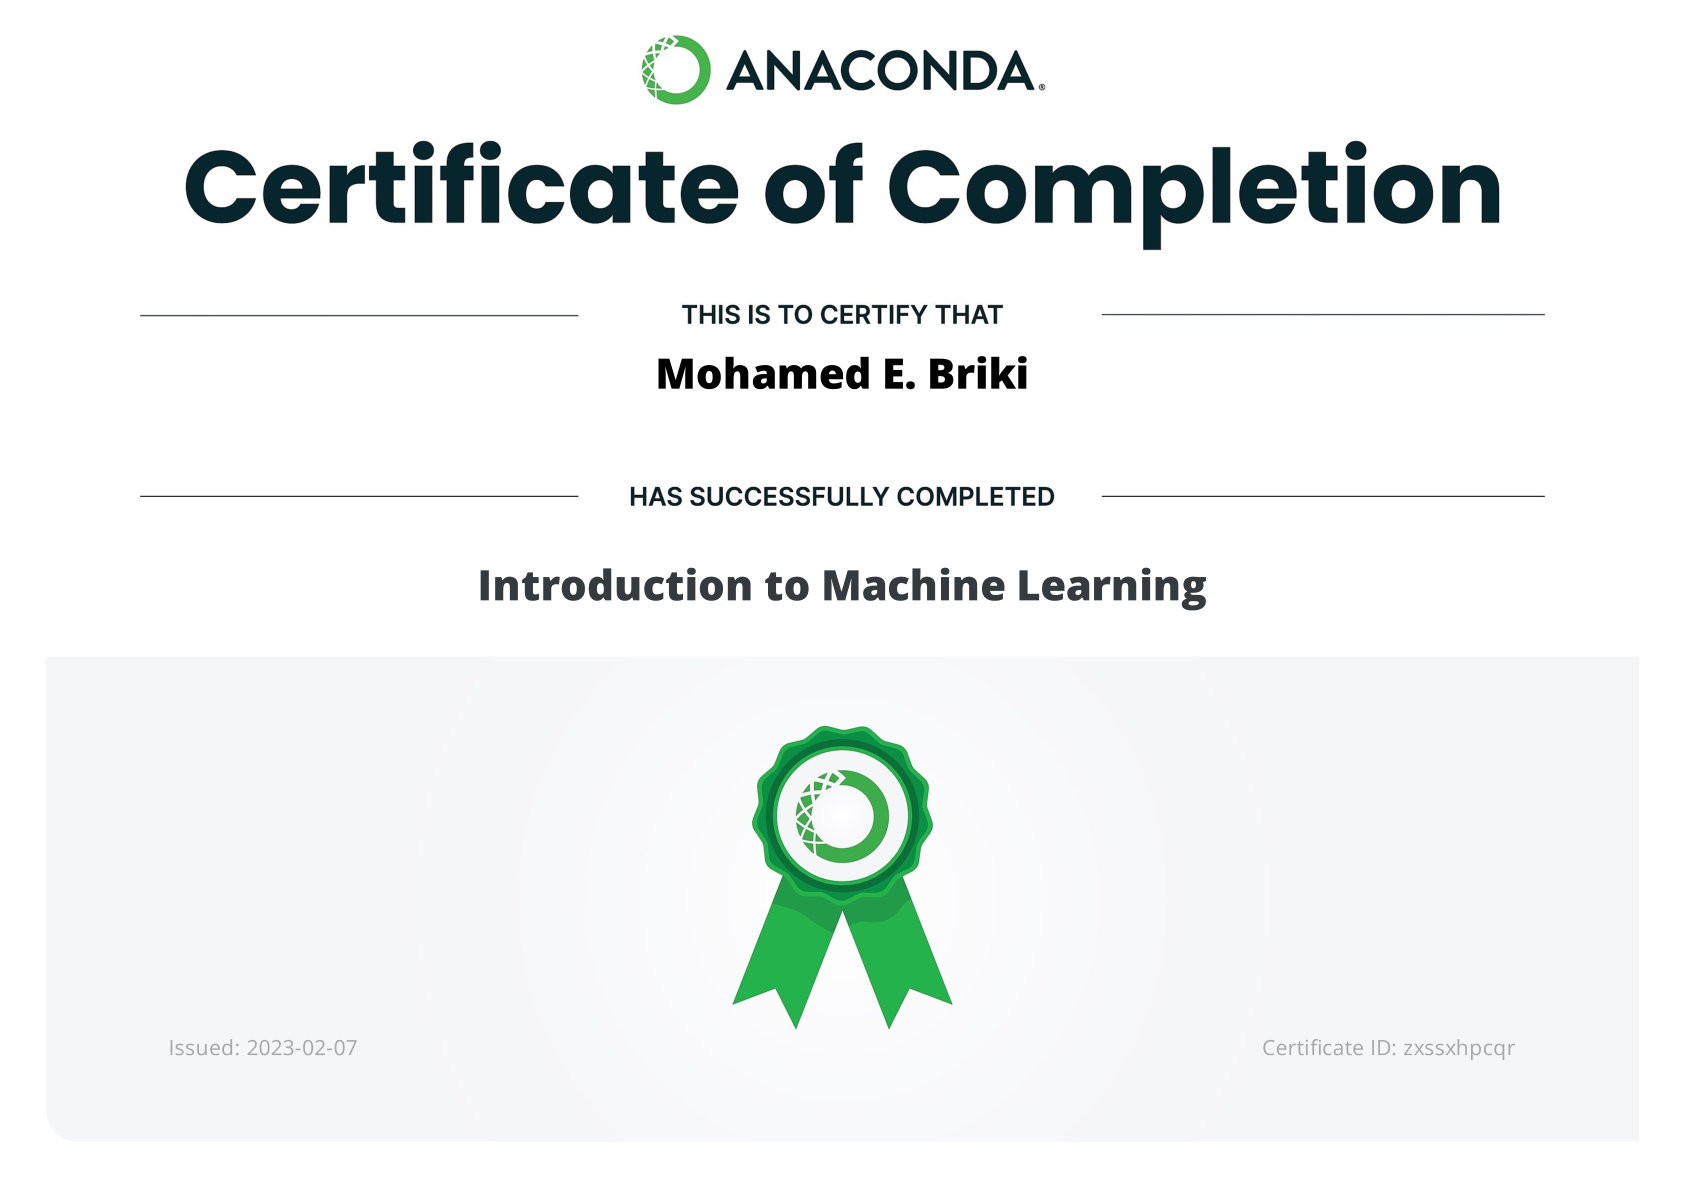 ANACONDA®
Certificate of Completion
THIS IS TO CERTIFY THAT
Mohamed E. Briki
HAS SUCCESSFULLY COMPLETED
Introduction to Machine Learning
Issued: 2023-02-07
Certificate ID: zxssxhpcqr